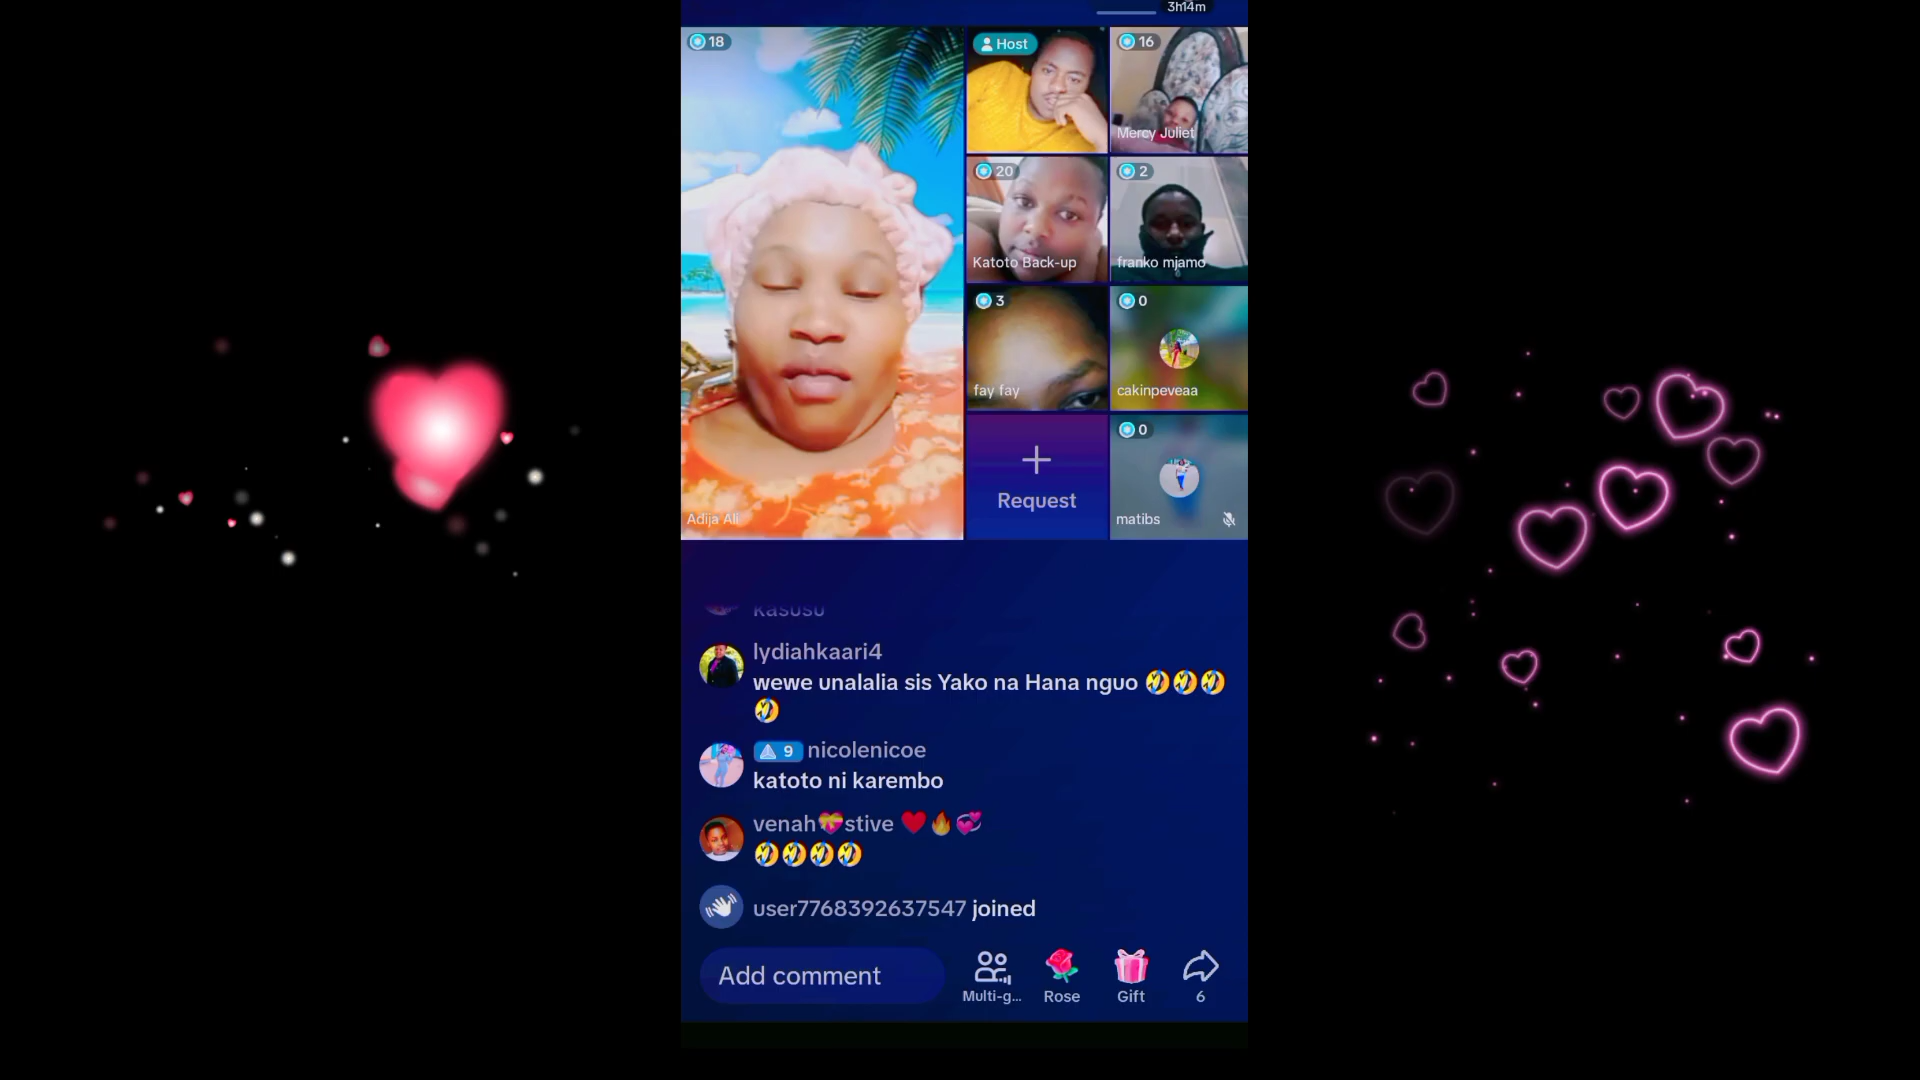 3h14m
18
Host
16
Mercy Juliet
20
2
Katoto Back-up
franko mjamo
3
0
fay fay
cakinpeveaa
0
Request
Adija Ali
matibs
kasusu
lydiahkaari4
wewe unalalia sis Yako na Hana nguo 🤣🤣🤣
🤣
9 nicolenicoe
katoto ni karembo
venah💝stive ❤️🔥💞
🤣🤣🤣🤣
user7768392637547 joined
Add comment
Multi-g...
Rose
Gift
6